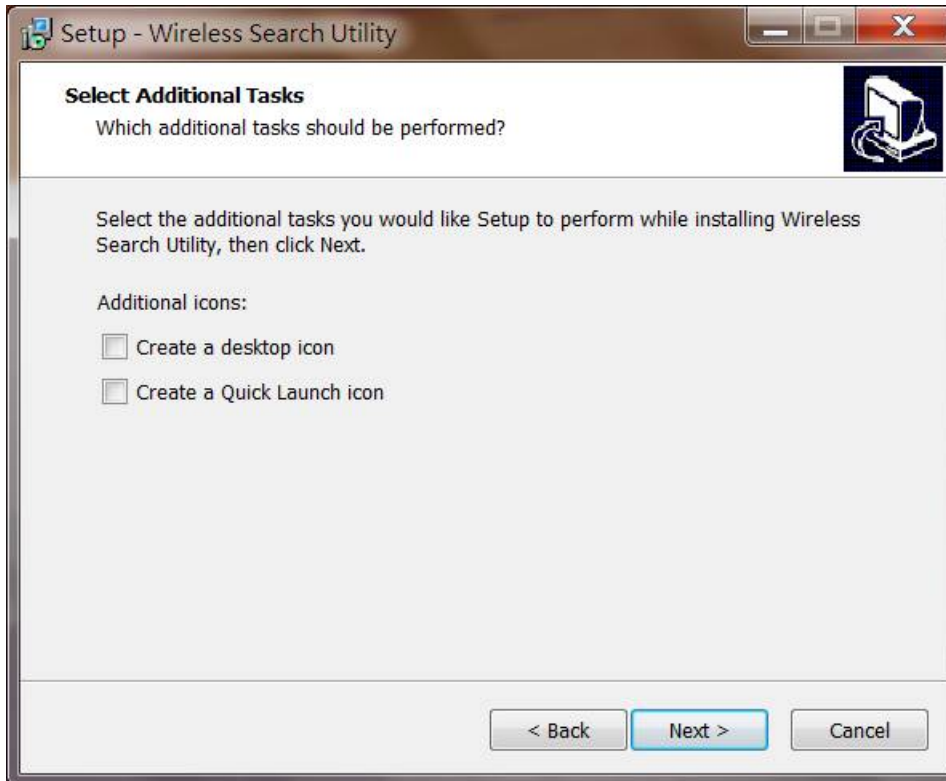 Setup - Wireless Search Utility
Select Additional Tasks
Which additional tasks should be performed?
Select the additional tasks you would like Setup to perform while installing Wireless
Search Utility, then click Next.
Additional icons:
Create a desktop icon
Create a Quick Launch icon
< Back Next > Cancel